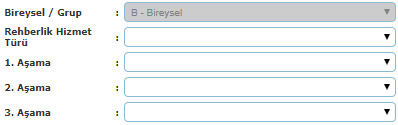 Bireysel / Grup : B - Bireysel
Rehberlik Hizmet
Türü :
1. Aşama :
2. Aşama :
3. Aşama :